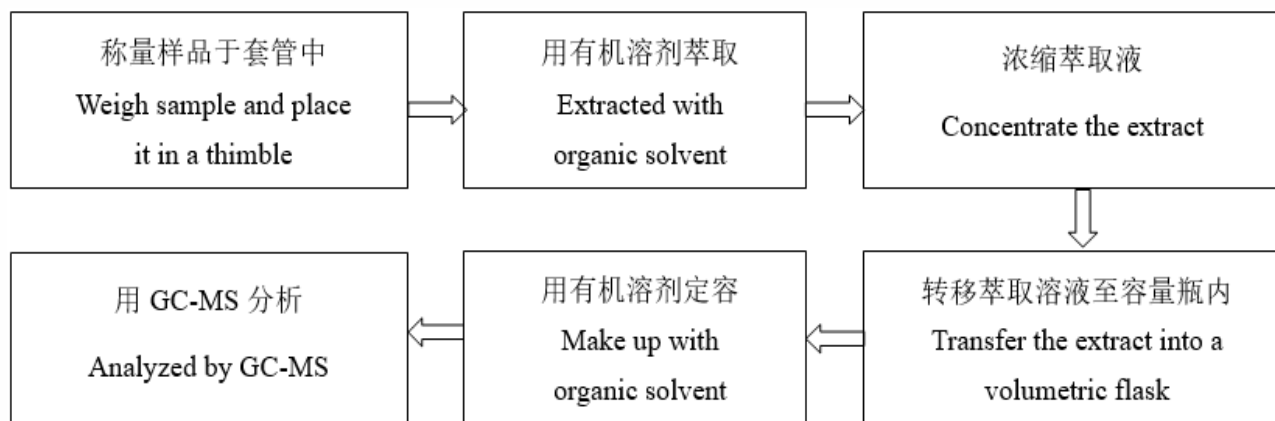 称量样品于套管中
Weigh sample and place
it in a thimble
用有机溶剂萃取
Extracted with
organic solvent
浓缩萃取液
Concentrate the extract
转移萃取溶液至容量瓶内
Transfer the extract into a
volumetric flask
用有机溶剂定容
Make up with
organic solvent
用 GC-MS 分析
Analyzed by GC-MS